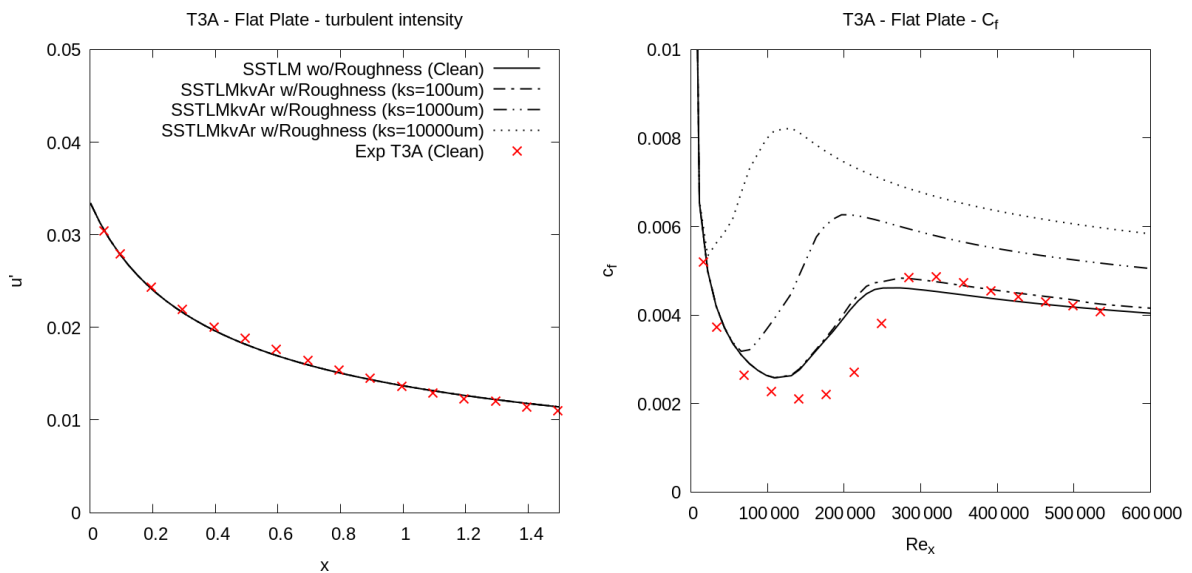 T3A - Flat Plate - turbulent intensity
0.05
0.04
0.03
0.02
0.01
0
u'
SSTLM wo/Roughness (Clean)
SSTLMkvAr w/Roughness (ks=100um)
SSTLMkvAr w/Roughness (ks=1000um)
SSTLMkvAr w/Roughness (ks=10000um)
Exp T3A (Clean)
0 0.2 0.4 0.6 0.8 1 1.2 1.4
x
T3A - Flat Plate - Cf
0.01
0.008
0.006
0.004
0.002
0
cf
0 100 000 200 000 300 000 400 000 500 000 600 000
Rex